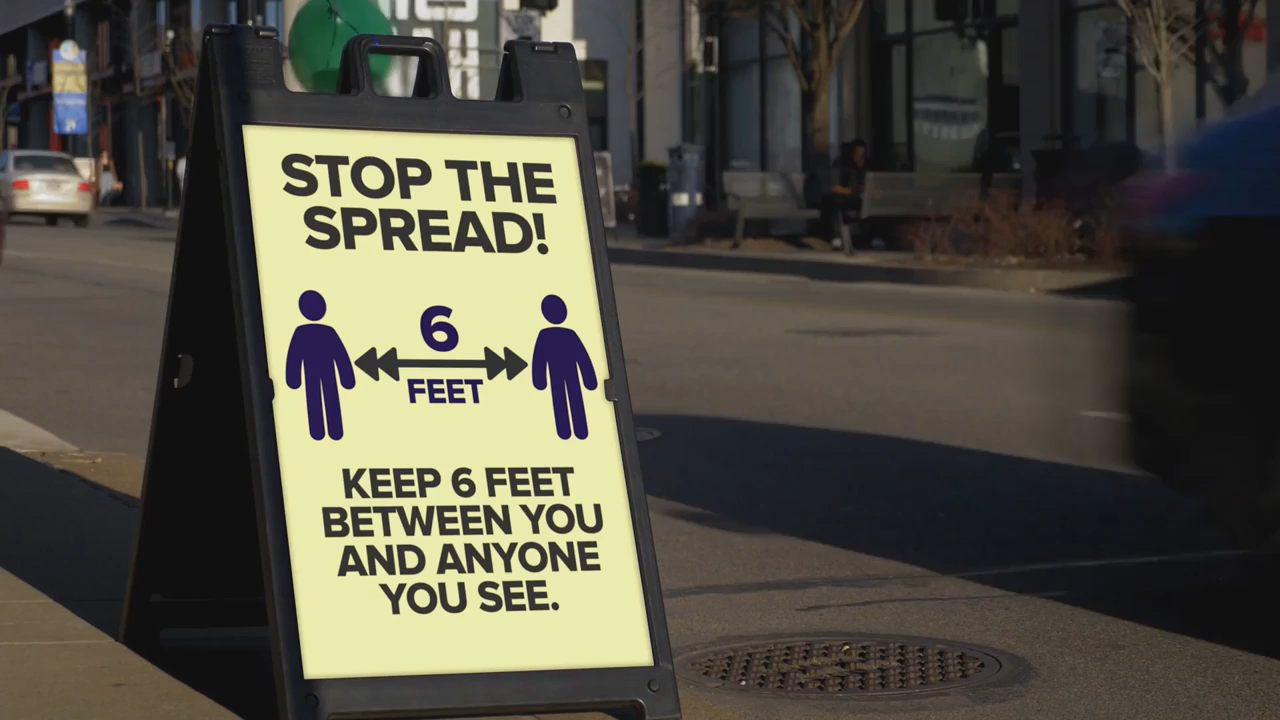 STOP THE
SPREAD!
6
FEET
KEEP 6 FEET
BETWEEN YOU
AND ANYONE
YOU SEE.